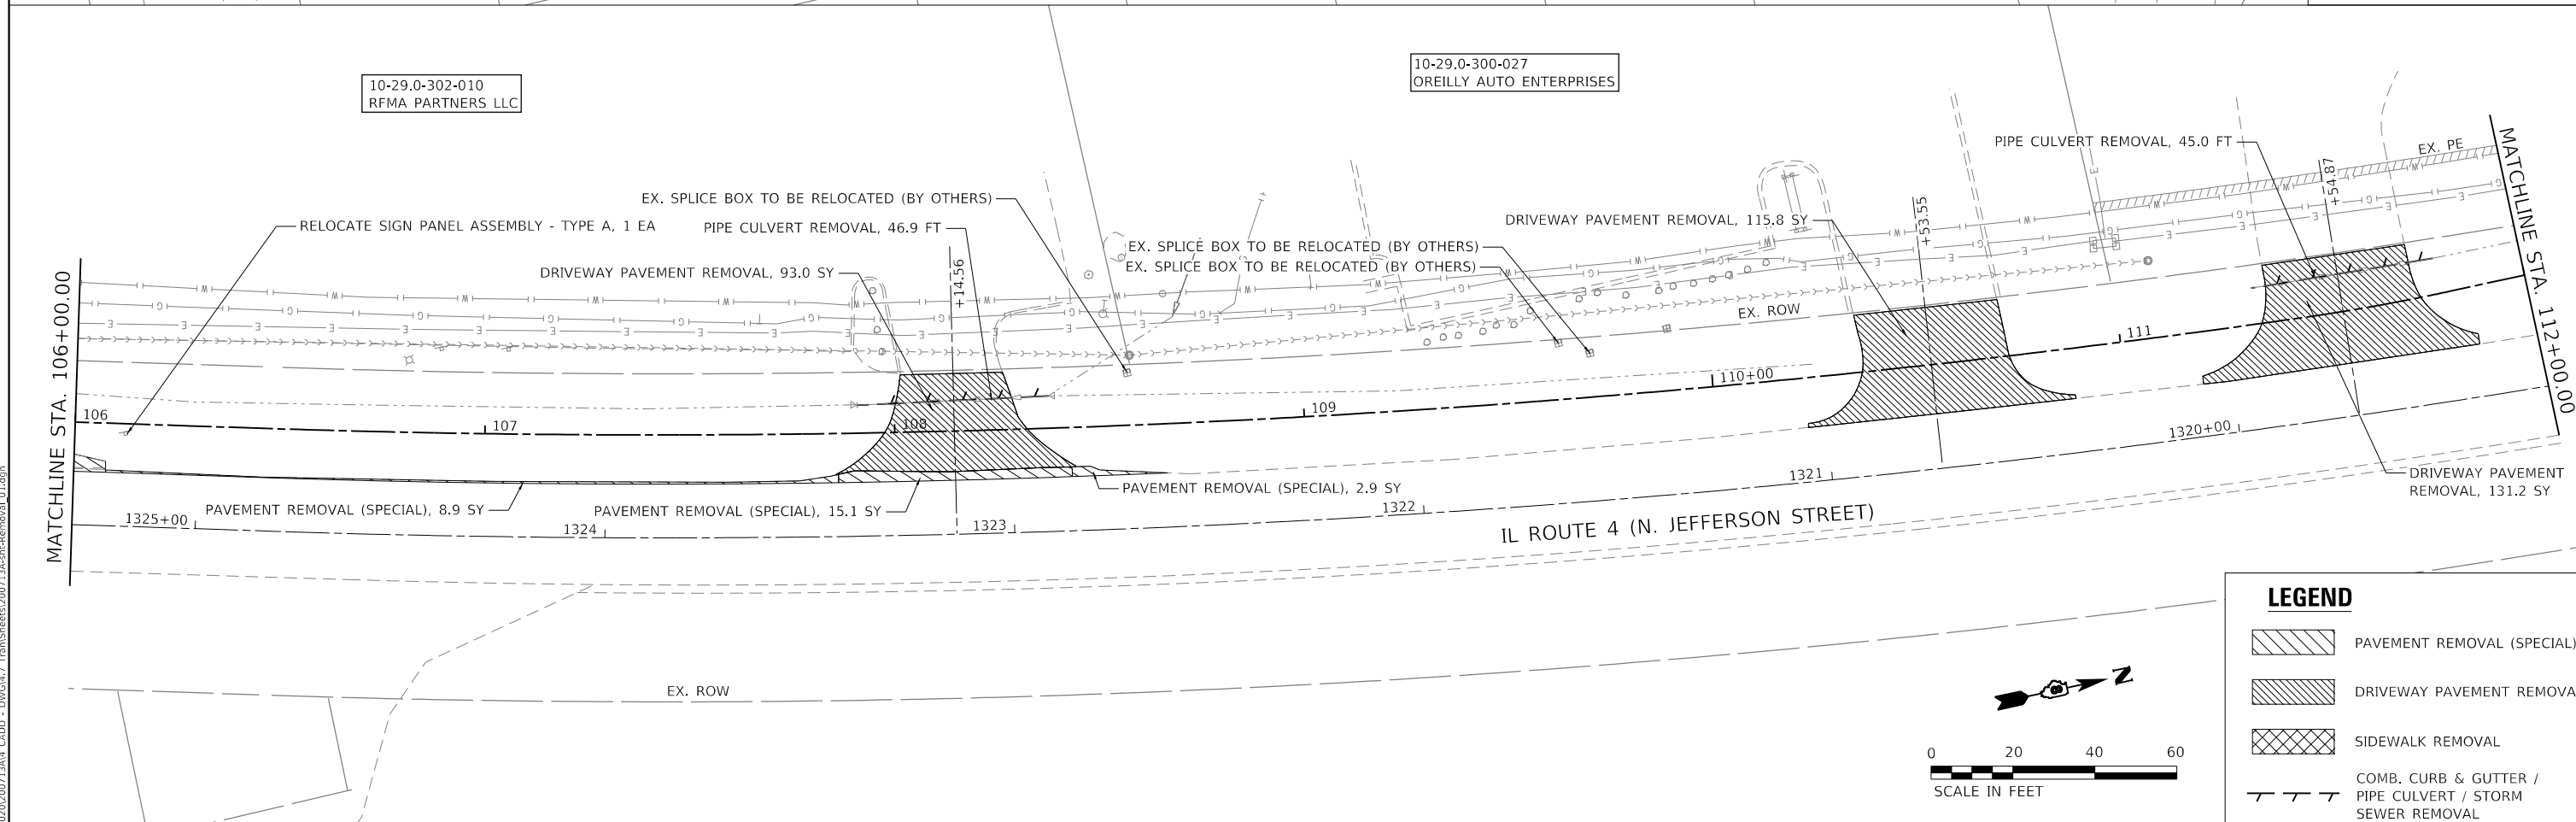 10-29.0-302-010
RFMA PARTNERS LLC
10-29.0-300-027
OREILLY AUTO ENTERPRISES
PIPE CULVERT REMOVAL, 45.0 FT
EX. PE
MATCHLINE STA. 112+00.00
+54.87
EX. SPLICE BOX TO BE RELOCATED (BY OTHERS)
RELOCATE SIGN PANEL ASSEMBLY - TYPE A, 1 EA
PIPE CULVERT REMOVAL, 46.9 FT
DRIVEWAY PAVEMENT REMOVAL, 115.8 SY
+53.55
EX. SPLICE BOX TO BE RELOCATED (BY OTHERS)
EX. SPLICE BOX TO BE RELOCATED (BY OTHERS)
DRIVEWAY PAVEMENT REMOVAL, 93.0 SY
+14.56
MATCHLINE STA. 106+00.00
EX. ROW
106
107
108
109
110+00
111
PAVEMENT REMOVAL (SPECIAL), 8.9 SY
PAVEMENT REMOVAL (SPECIAL), 15.1 SY
PAVEMENT REMOVAL (SPECIAL), 2.9 SY
DRIVEWAY PAVEMENT
REMOVAL, 131.2 SY
1325+00
1324
1323
1322
1321
1320+00
IL ROUTE 4 (N. JEFFERSON STREET)
EX. ROW
N
0 20 40 60
SCALE IN FEET
LEGEND
PAVEMENT REMOVAL (SPECIAL)
DRIVEWAY PAVEMENT REMOVA
SIDEWALK REMOVAL
COMB. CURB & GUTTER /
PIPE CULVERT / STORM
SEWER REMOVAL